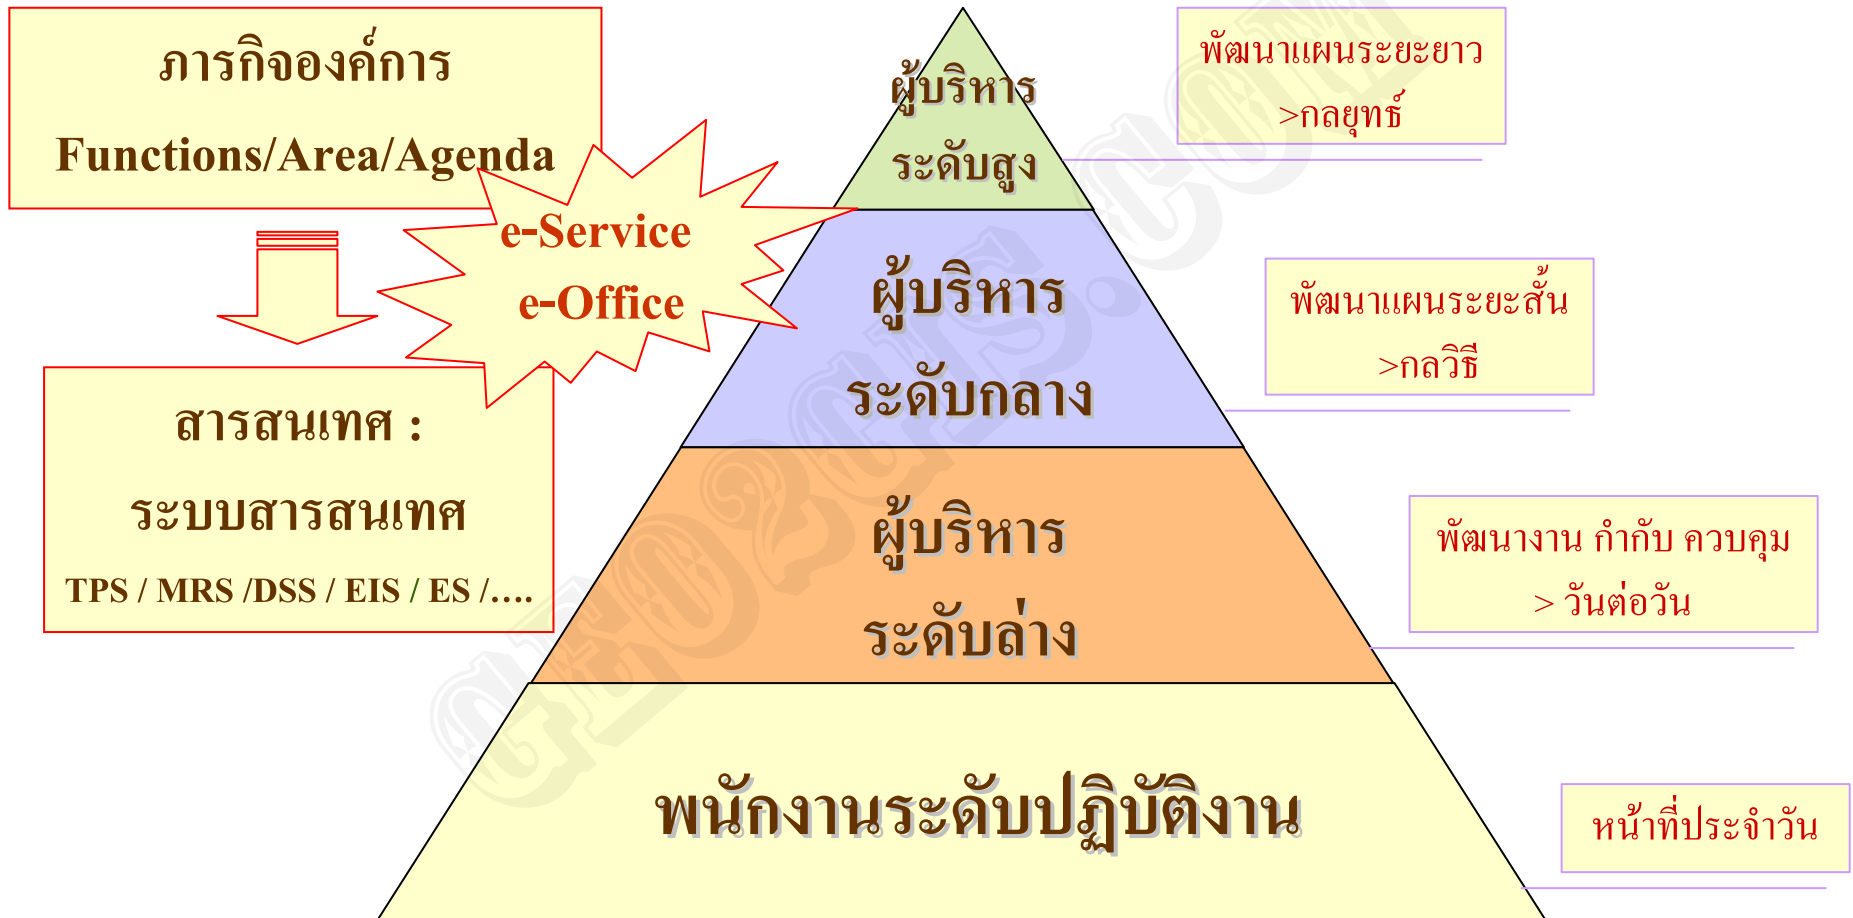 ภารกิจองค์การ
Functions/Area/Agenda
e-Service
e-Office
สารสนเทศ :
ระบบสารสนเทศ
TPS / MRS /DSS / EIS / ES /....
ผู้บริหาร
ระดับสูง
พัฒนาแผนระยะยาว
>กลยุทธ์
ผู้บริหาร
ระดับกลาง
พัฒนาแผนระยะสั้น
>กลวิธี
ผู้บริหาร
ระดับล่าง
พัฒนางาน กำกับ ควบคุม
> วันต่อวัน
พนักงานระดับปฏิบัติงาน
หน้าที่ประจำวัน
GEO2GIS.COM